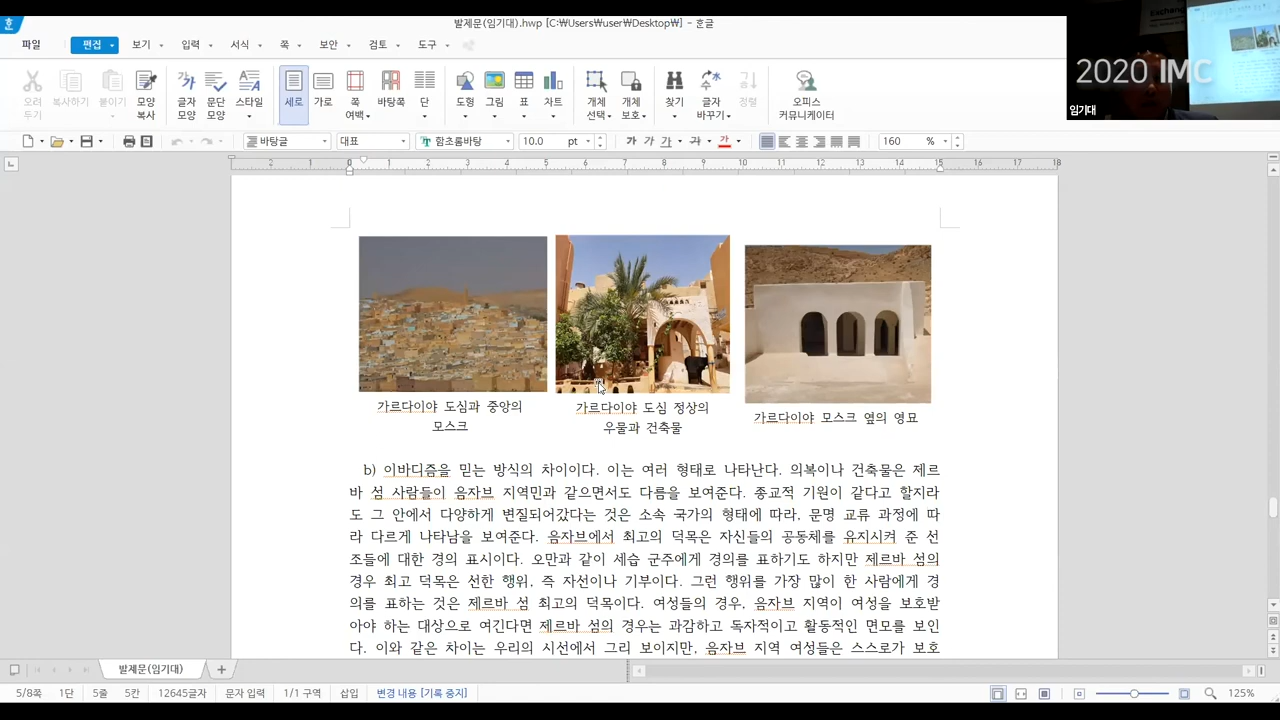 발제문(임기대).hwp [C:₩Users₩user₩Desktop₩] - 흔글
파일 편집 보기 입력 서식 쪽 보안 검토 도구
2020 IMC
임기대
오려 두기 복사하기 붙이기 모양 복사 글자 모양 문단 모양 스타일 세로 가로 쪽 여백 바탕쪽 단 도형 그림 표 차트 개체 선택 개체 보호 찾기 글자 바꾸기 정렬 오피스 커뮤니케이터
바탕글 대표 함초롬바탕 10.0 pt 가 가 가 가 가 160 %
2 1 0 1 2 3 4 5 6 7 8 9 10 11 12 13 14 15 16 17 18
가르다이야 도심과 중앙의
모스크
가르다이야 도심 정상의
우물과 건축물
가르다이야 모스크 옆의 영묘
b) 이바디즘을 믿는 방식의 차이이다. 이는 여러 형태로 나타난다. 의복이나 건축물은 제르
바 섬 사람들이 음자브 지역민과 같으면서도 다름을 보여준다. 종교적 기원이 같다고 할지라
도 그 안에서 다양하게 변질되어갔다는 것은 소속 국가의 형태에 따라, 문명 교류 과정에 따
라 다르게 나타남을 보여준다. 음자브에서 최고의 덕목은 자신들의 공동체를 유지시켜 준 선
조들에 대한 경의 표시이다. 오만과 같이 세습 군주에게 경의를 표하기도 하지만 제르바 섬의
경우 최고 덕목은 선한 행위, 즉 자선이나 기부이다. 그런 행위를 가장 많이 한 사람에게 경
의를 표하는 것은 제르바 섬 최고의 덕목이다. 여성들의 경우, 음자브 지역이 여성을 보호받
아야 하는 대상으로 여긴다면 제르바 섬의 경우는 과감하고 독자적이고 활동적인 면모를 보인
다. 이와 같은 차이는 우리의 시선에서 그리 보이지만, 음자브 지역 여성들은 스스로가 보호
발제문(임기대)
5/8쪽 1단 5줄 5칸 12645글자 문자 입력 1/1 구역 삽입 변경 내용 [기록 중지] 125%